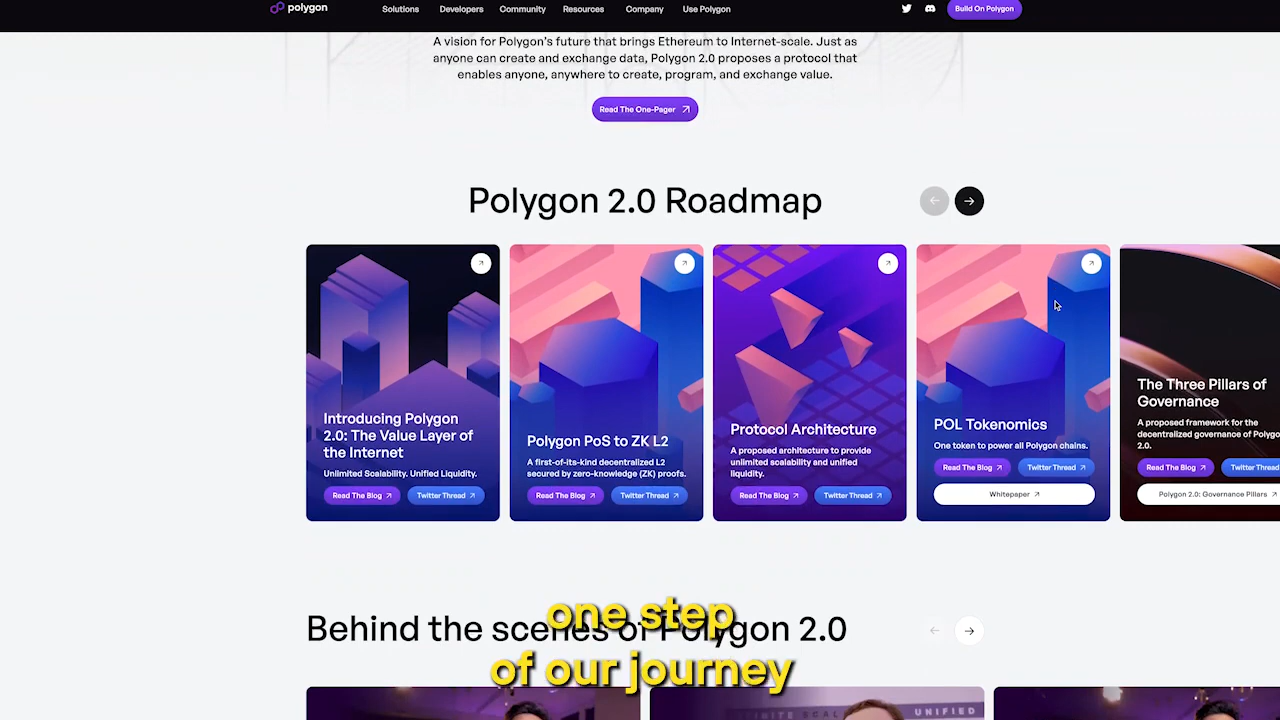 polygon
Solutions
Developers
Community
Resources
Company
Use Polygon
Build On Polygon
A vision for Polygon's future that brings Ethereum to Internet-scale. Just as
anyone can create and exchange data, Polygon 2.0 proposes a protocol that
enables anyone, anywhere to create, program, and exchange value.
Read The One-Pager
Polygon 2.0 Roadmap
Introducing Polygon
2.0: The Value Layer of
the Internet
Unlimited Scalability. Unified Liquidity.
Read The Blog
Twitter Thread
Polygon PoS to ZK L2
A first-of-its-kind decentralized L2
secured by zero-knowledge (ZK) proofs.
Read The Blog
Twitter Thread
Protocol Architecture
A proposed architecture to provide
unlimited scalability and unified
liquidity.
Read The Blog
Twitter Thread
POL Tokenomics
One token to power all Polygon chains.
Read The Blog
Twitter Thread
Whitepaper
The Three Pillars of
Governance
A proposed framework for the
decentralized governance of Polygo
2.0.
Read The Blog
Twitter Thread
Polygon 2.0: Governance Pillars
Behind the scenes of Polygon 2.0
one step
of our journey
UNIFIED